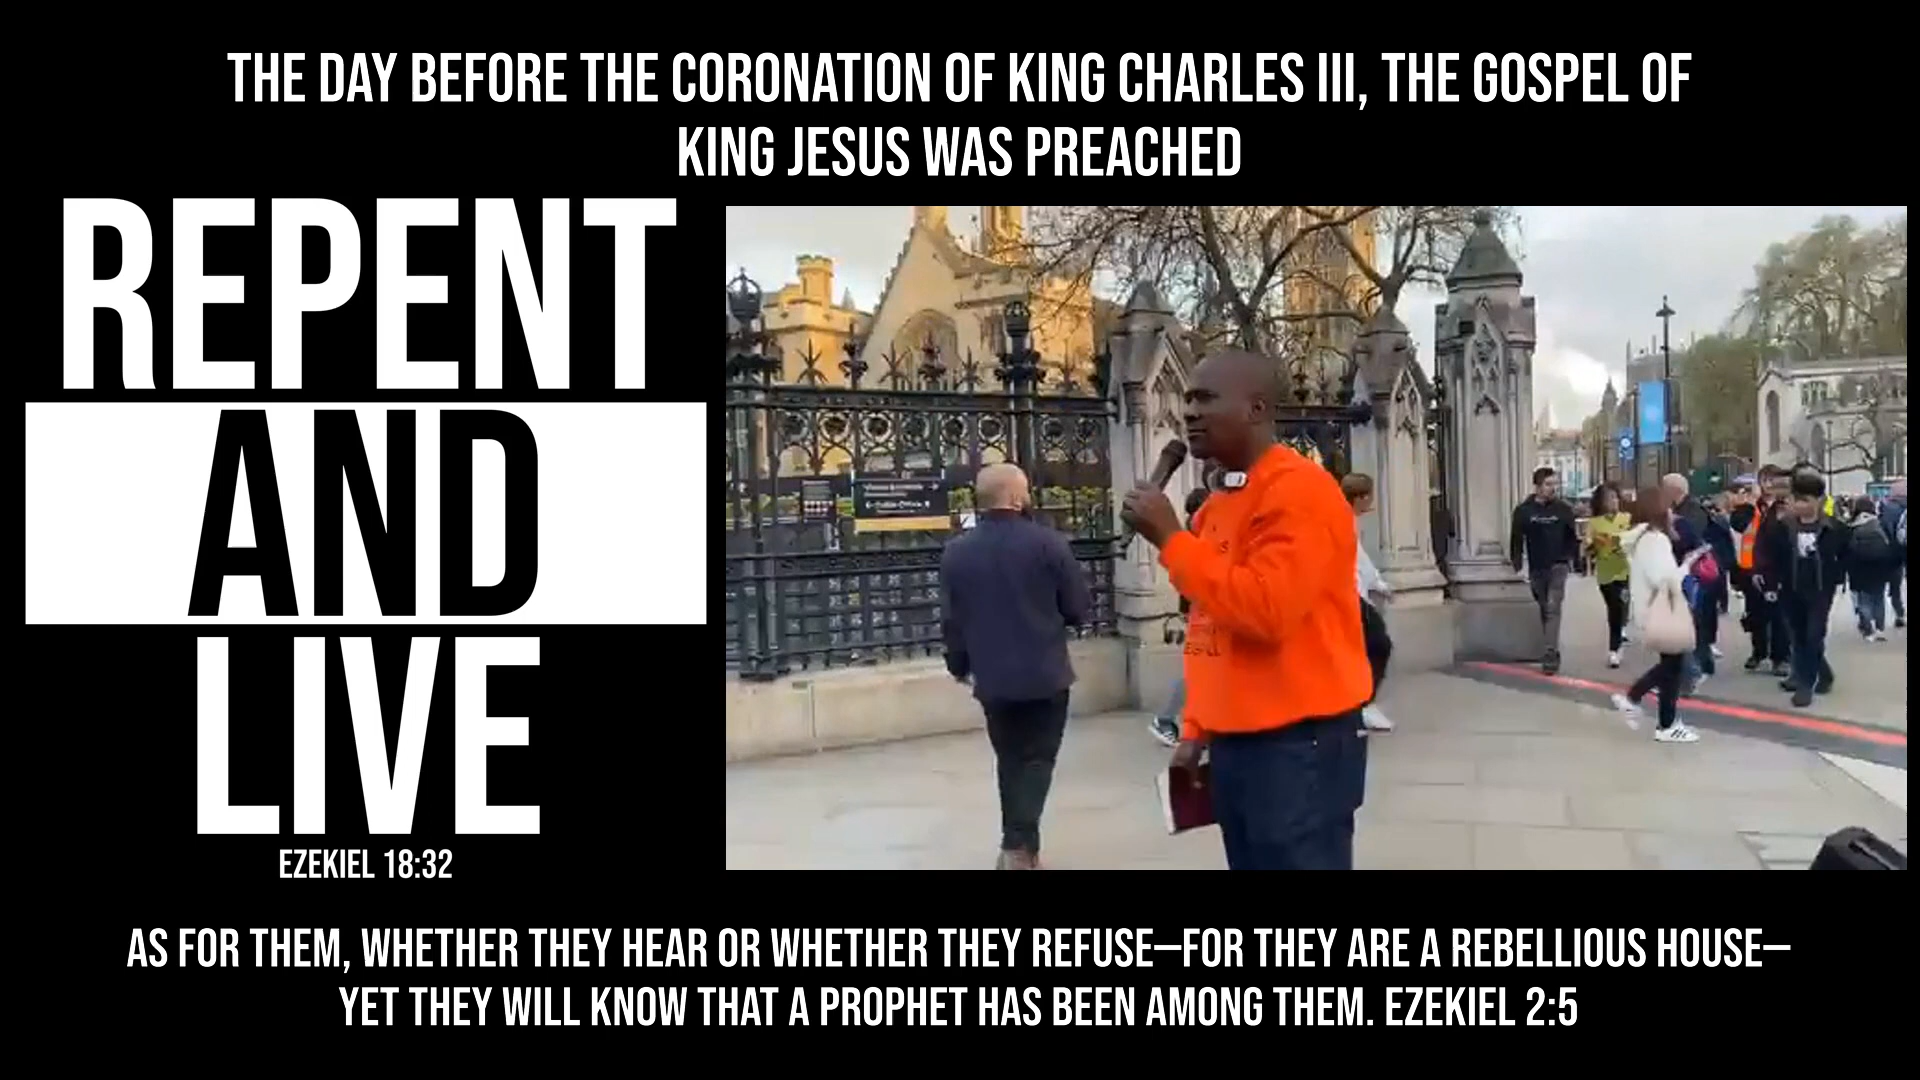 THE DAY BEFORE THE CORONATION OF KING CHARLES III, THE GOSPEL OF
KING JESUS WAS PREACHED
REPENT
AND
LIVE
EZEKIEL 18:32
AS FOR THEM, WHETHER THEY HEAR OR WHETHER THEY REFUSE—FOR THEY ARE A REBELLIOUS HOUSE—
YET THEY WILL KNOW THAT A PROPHET HAS BEEN AMONG THEM. EZEKIEL 2:5